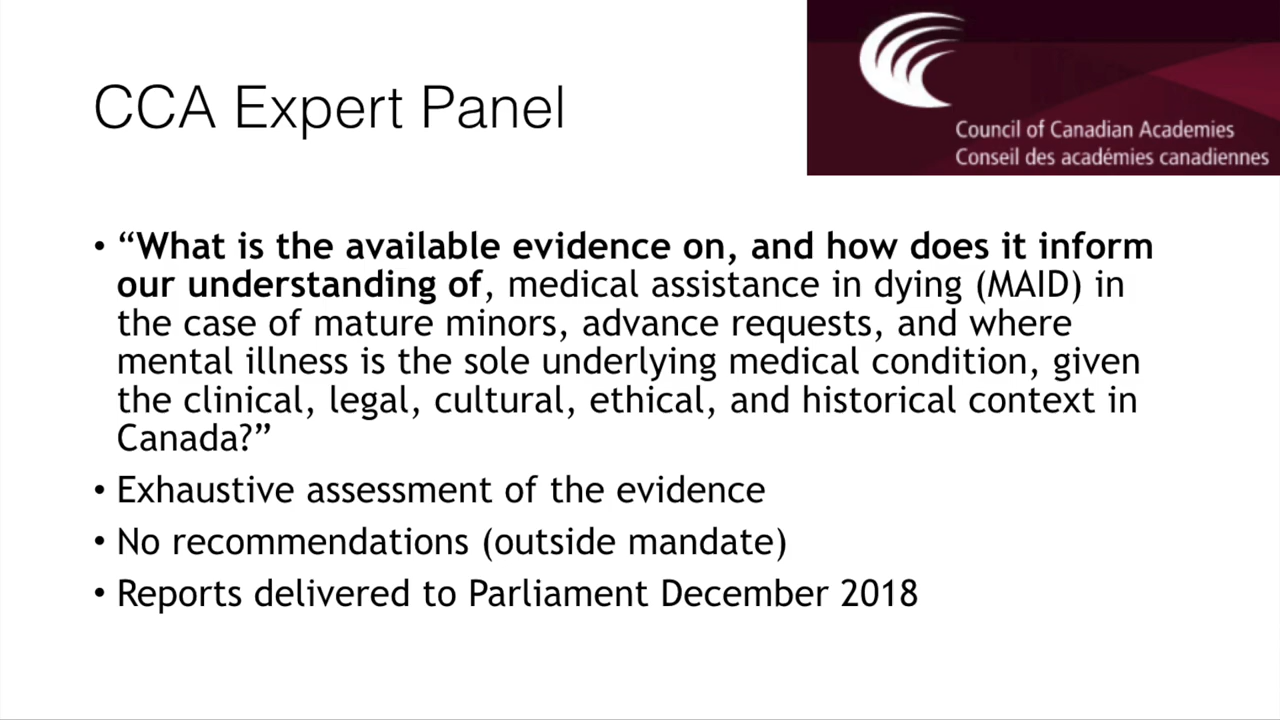 CCA Expert Panel
Council of Canadian Academies
Conseil des académies canadiennes
• “What is the available evidence on, and how does it inform
our understanding of, medical assistance in dying (MAID) in
the case of mature minors, advance requests, and where
mental illness is the sole underlying medical condition, given
the clinical, legal, cultural, ethical, and historical context in
Canada?”
• Exhaustive assessment of the evidence
• No recommendations (outside mandate)
• Reports delivered to Parliament December 2018